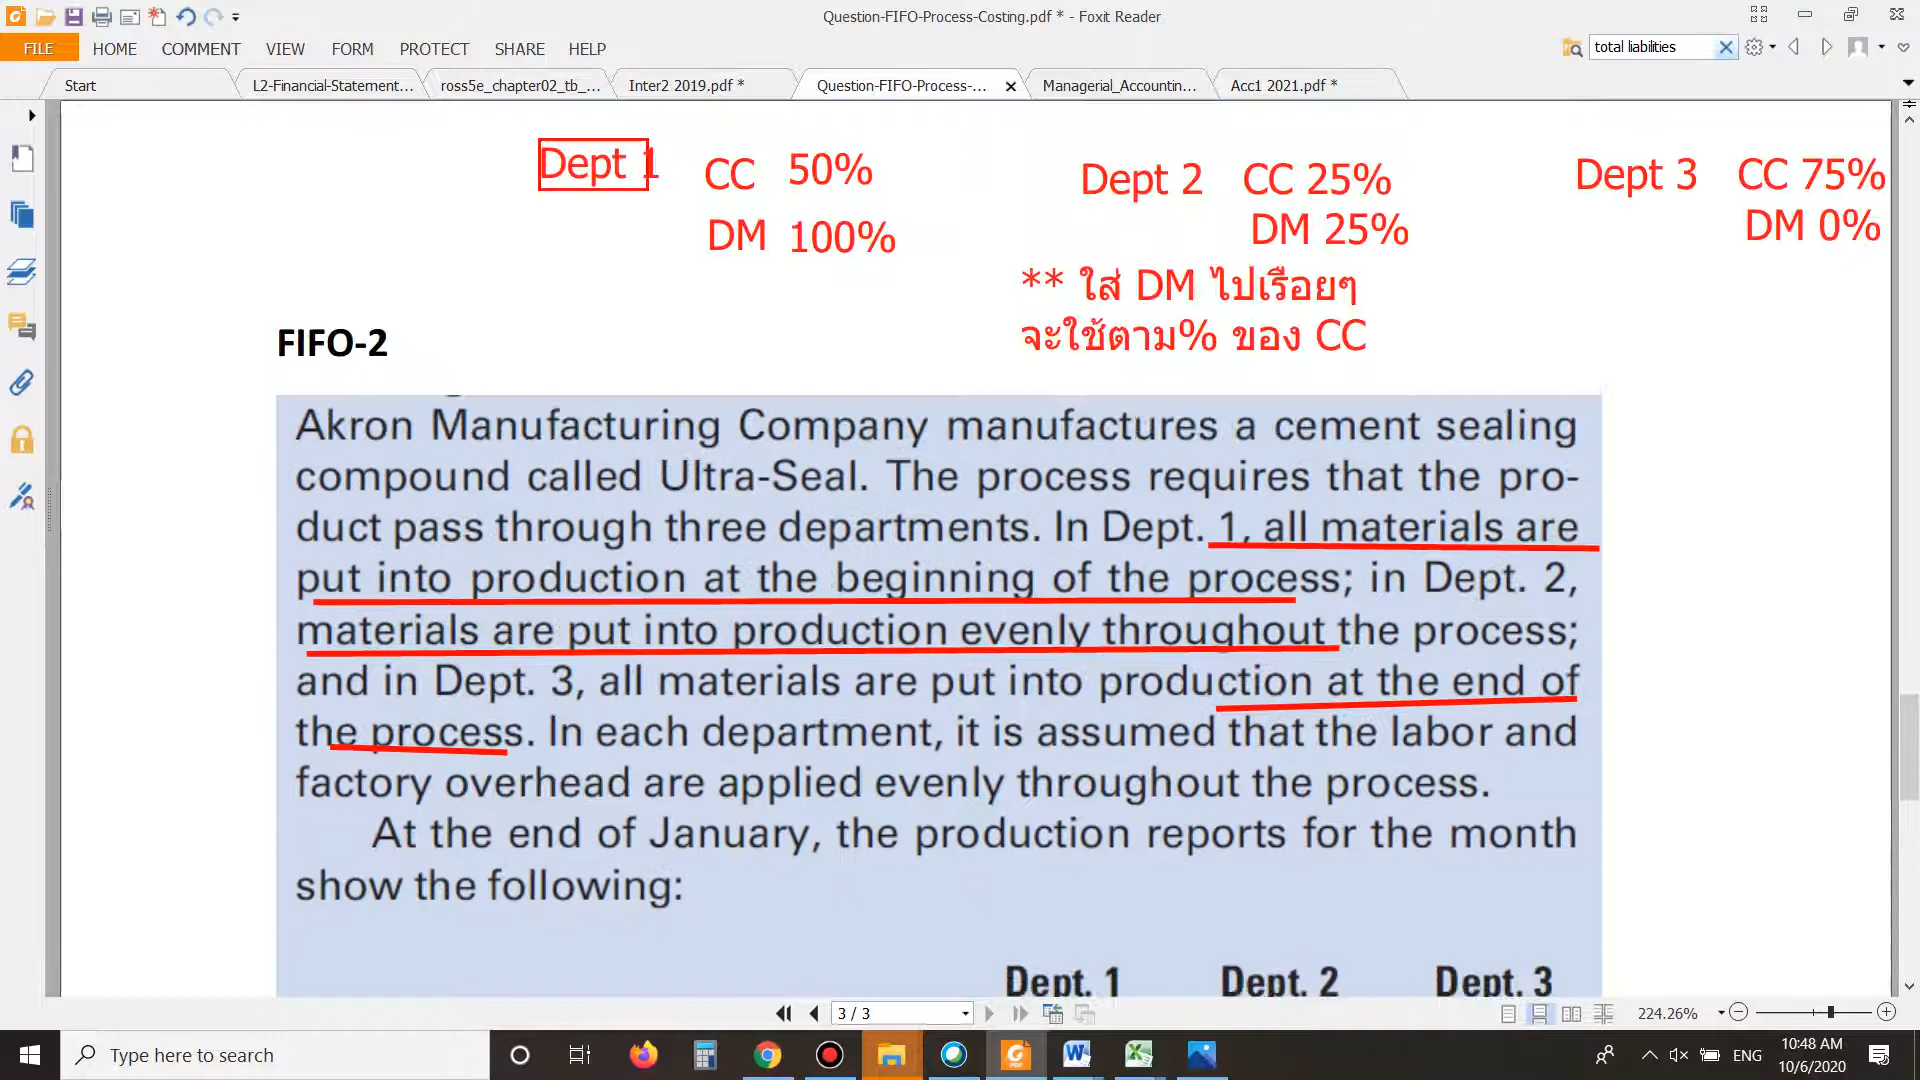 Question-FIFO-Process-Costing.pdf * - Foxit Reader
FILE HOME COMMENT VIEW FORM PROTECT SHARE HELP
total liabilities
Start L2-Financial-Statement... ross5e_chapter02_tb_... Inter2 2019.pdf * Question-FIFO-Process-... Managerial_Accountin... Acc1 2021.pdf *
Dept 1 CC 50% Dept 2 CC 25% Dept 3 CC 75%
DM 100% DM 25% DM 0%
** ใส่ DM ไปเรื่อยๆ
จะใช้ตาม% ของ CC
FIFO-2
Akron Manufacturing Company manufactures a cement sealing
compound called Ultra-Seal. The process requires that the pro-
duct pass through three departments. In Dept. 1, all materials are
put into production at the beginning of the process; in Dept. 2,
materials are put into production evenly throughout the process;
and in Dept. 3, all materials are put into production at the end of
the process. In each department, it is assumed that the labor and
factory overhead are applied evenly throughout the process.
At the end of January, the production reports for the month
show the following:
Dept. 1 Dept. 2 Dept. 3
3 / 3 224.26%
Type here to search ENG 10:48 AM
10/6/2020